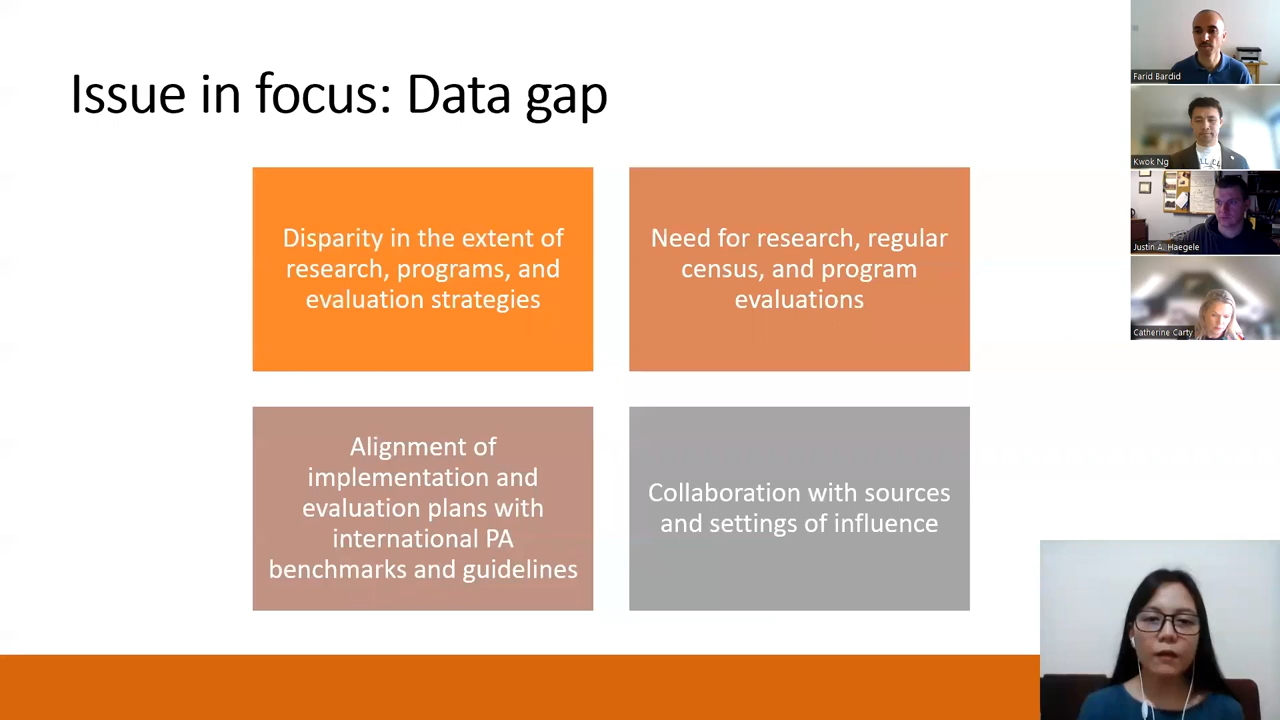 Issue in focus: Data gap
Disparity in the extent of
research, programs, and
evaluation strategies
Need for research, regular
census, and program
evaluations
Alignment of
implementation and
evaluation plans with
international PA
benchmarks and guidelines
Collaboration with sources
and settings of influence
Farid Bardid
Kwok Ng
Justin A. Haegele
Catherine Carty